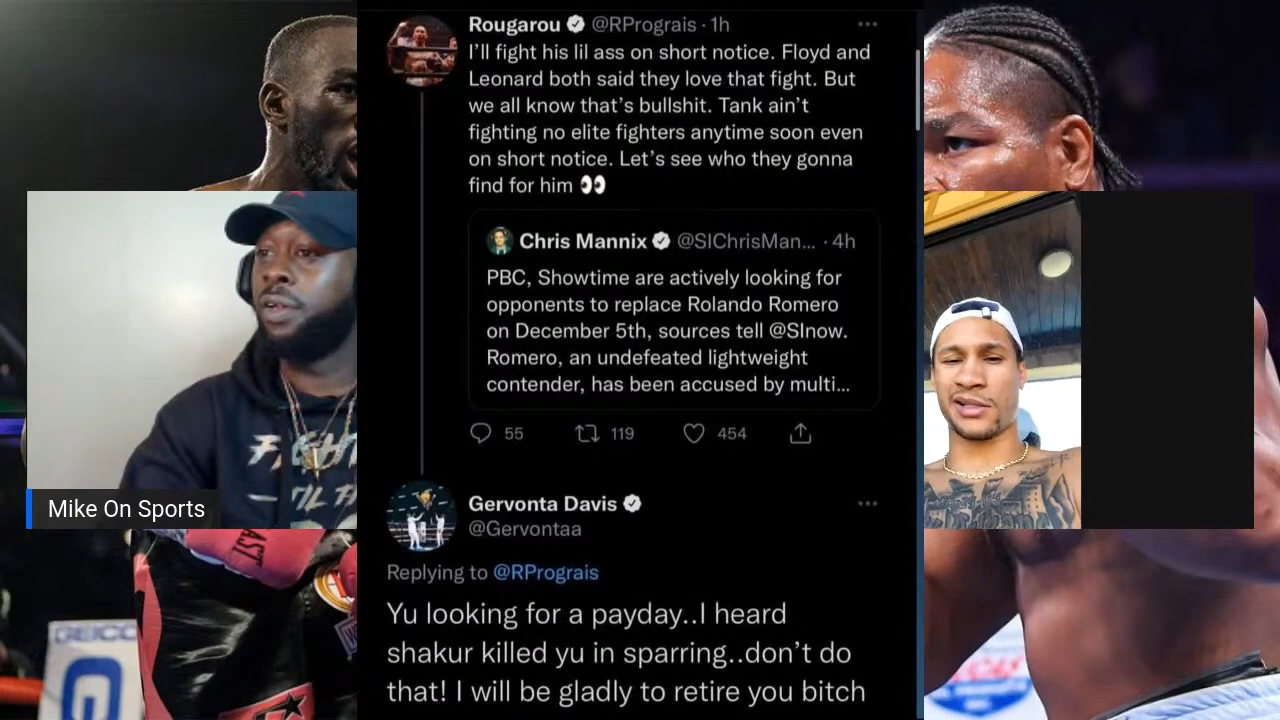 Rougarou @RPrograis · 1h
I'll fight his lil ass on short notice. Floyd and
Leonard both said they love that fight. But
we all know that's bullshit. Tank ain't
fighting no elite fighters anytime soon even
on short notice. Let's see who they gonna
find for him 👀
Chris Mannix @SIChrisMan... · 4h
PBC, Showtime are actively looking for
opponents to replace Rolando Romero
on December 5th, sources tell @SInow.
Romero, an undefeated lightweight
contender, has been accused by multi...
55 119 454
Gervonta Davis
@Gervontaa
Replying to @RPrograis
Yu looking for a payday..I heard
shakur killed yu in sparring..don't do
that! I will be gladly to retire you bitch
Mike On Sports
GEICO